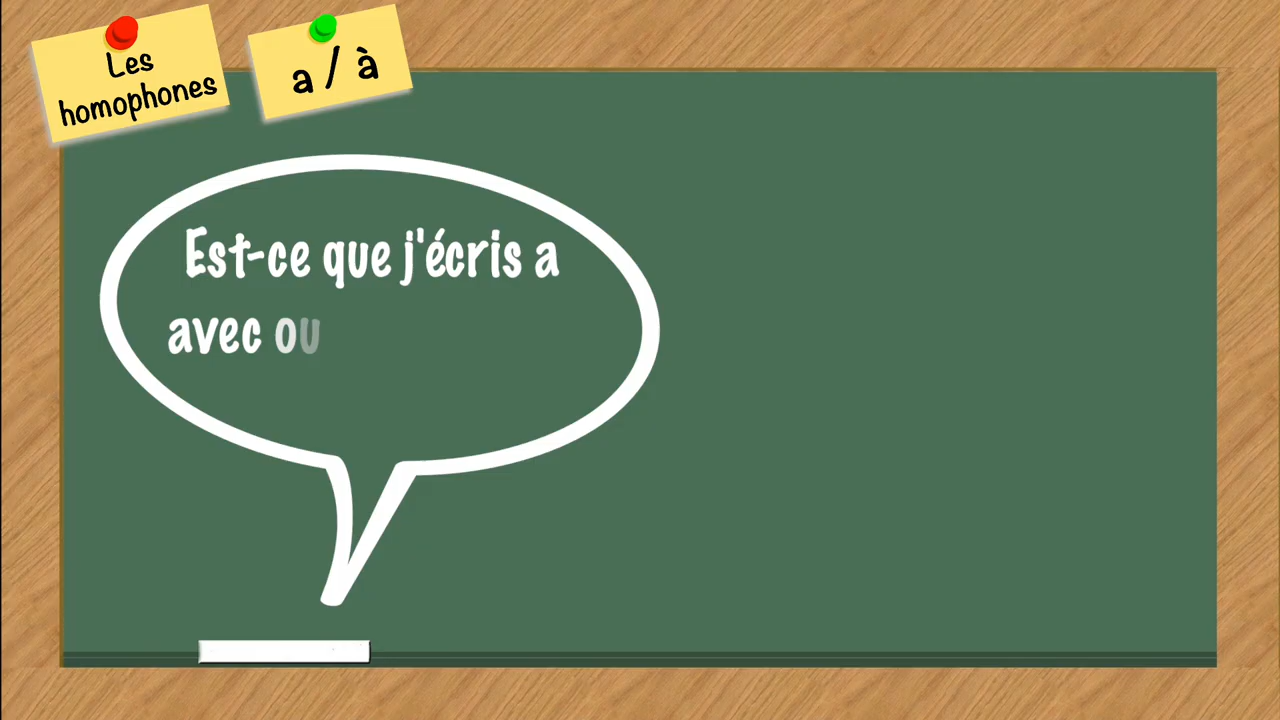 Les
homophones
a / à
Est-ce que j'écris a
avec ou